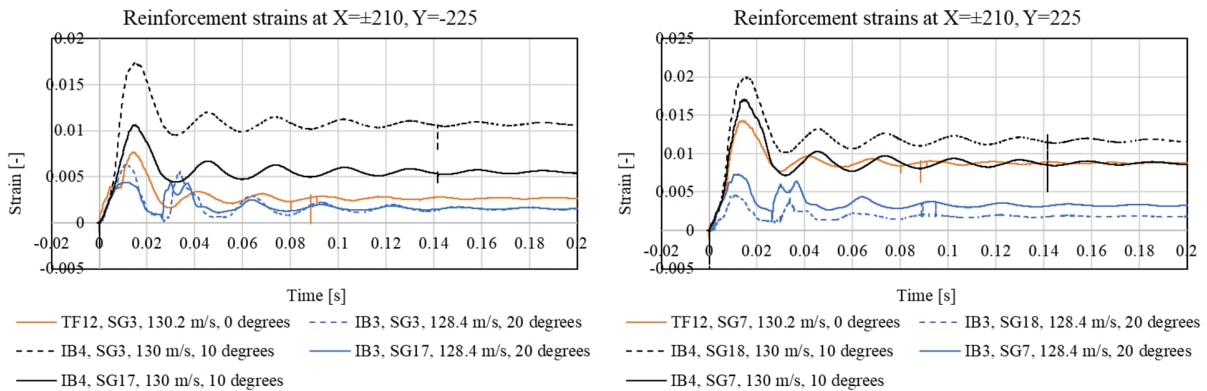 Reinforcement strains at X=±210, Y=-225
0.02
0.015
0.01
0.005
0
-0.005
-0.02 0 0.02 0.04 0.06 0.08 0.1 0.12 0.14 0.16 0.18 0.2
Strain [-]
Time [s]
TF12, SG3, 130.2 m/s, 0 degrees
IB3, SG3, 128.4 m/s, 20 degrees
IB4, SG3, 130 m/s, 10 degrees
IB3, SG17, 128.4 m/s, 20 degrees
IB4, SG17, 130 m/s, 10 degrees
Reinforcement strains at X=±210, Y=225
0.025
0.02
0.015
0.01
0.005
0
-0.005
-0.02 0 0.02 0.04 0.06 0.08 0.1 0.12 0.14 0.16 0.18 0.2
Strain [-]
Time [s]
TF12, SG7, 130.2 m/s, 0 degrees
IB3, SG18, 128.4 m/s, 20 degrees
IB4, SG18, 130 m/s, 10 degrees
IB3, SG7, 128.4 m/s, 20 degrees
IB4, SG7, 130 m/s, 10 degrees